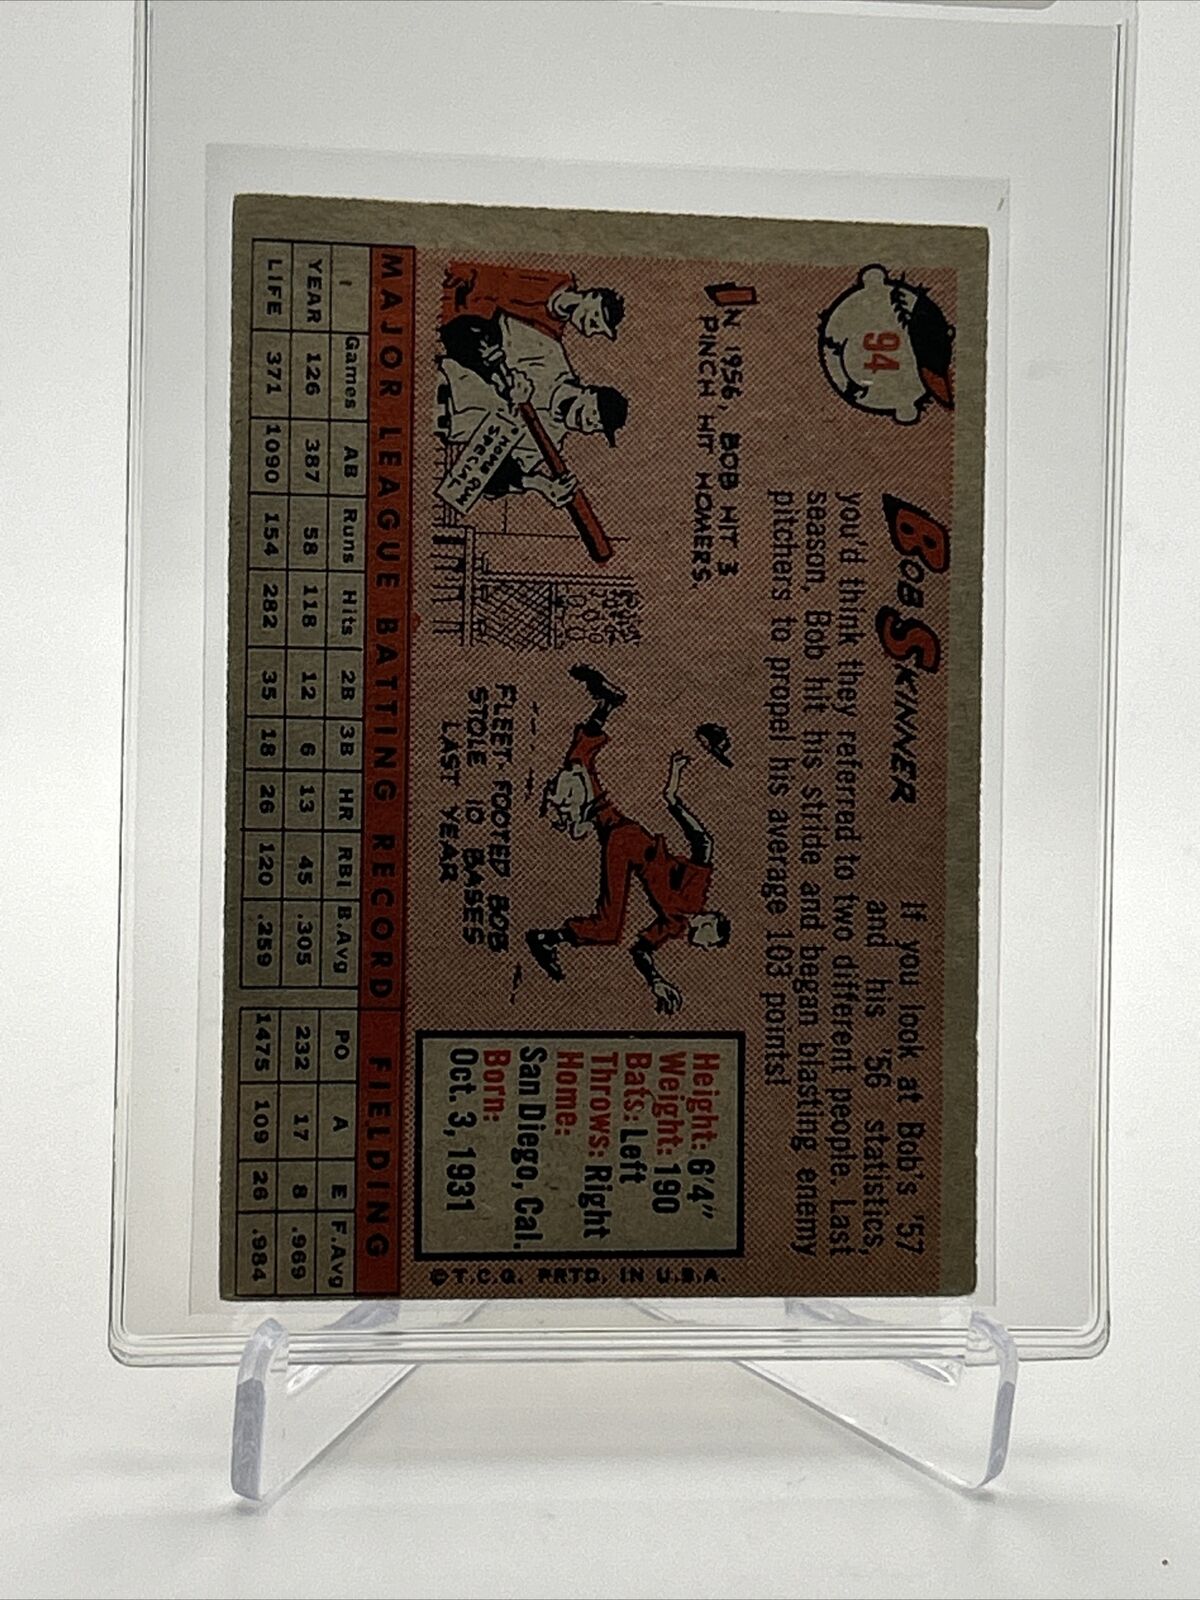 94
BOB SKINNER
If you look at Bob's '57
and his '56 statistics,
you'd think they referred to two different people. Last
season, Bob hit his stride and began blasting enemy
pitchers to propel his average 103 points!
IN 1956, BOB HIT 3
PINCH HIT HOMERS.
HOME RUN
SPECIAL
FLEET-FOOTED BOB
STOLE 10 BASES
LAST YEAR
Height: 6'4"
Weight: 190
Bats: Left
Throws: Right
Home:
San Diego, Cal.
Born:
Oct. 3, 1931
©T.C.G. PRTD. IN U.S.A.
MAJOR LEAGUE BATTING RECORD FIELDING
Games AB Runs Hits 2B 3B HR RBI B.Avg PO A E F.Avg
YEAR 126 387 58 118 12 6 13 45 .305 232 17 8 .969
LIFE 371 1090 154 282 35 18 26 120 .259 1475 109 26 .984